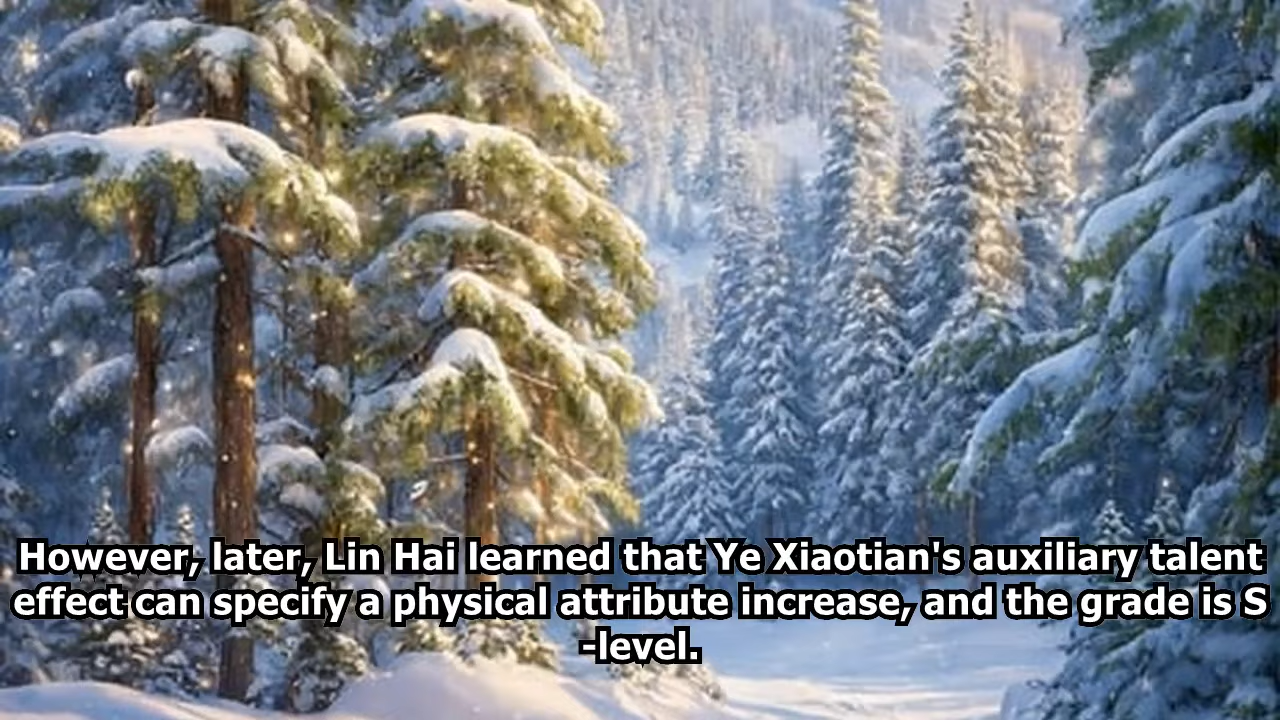 However, later, Lin Hai learned that Ye Xiaotian's auxiliary talent
effect can specify a physical attribute increase, and the grade is S
-level.